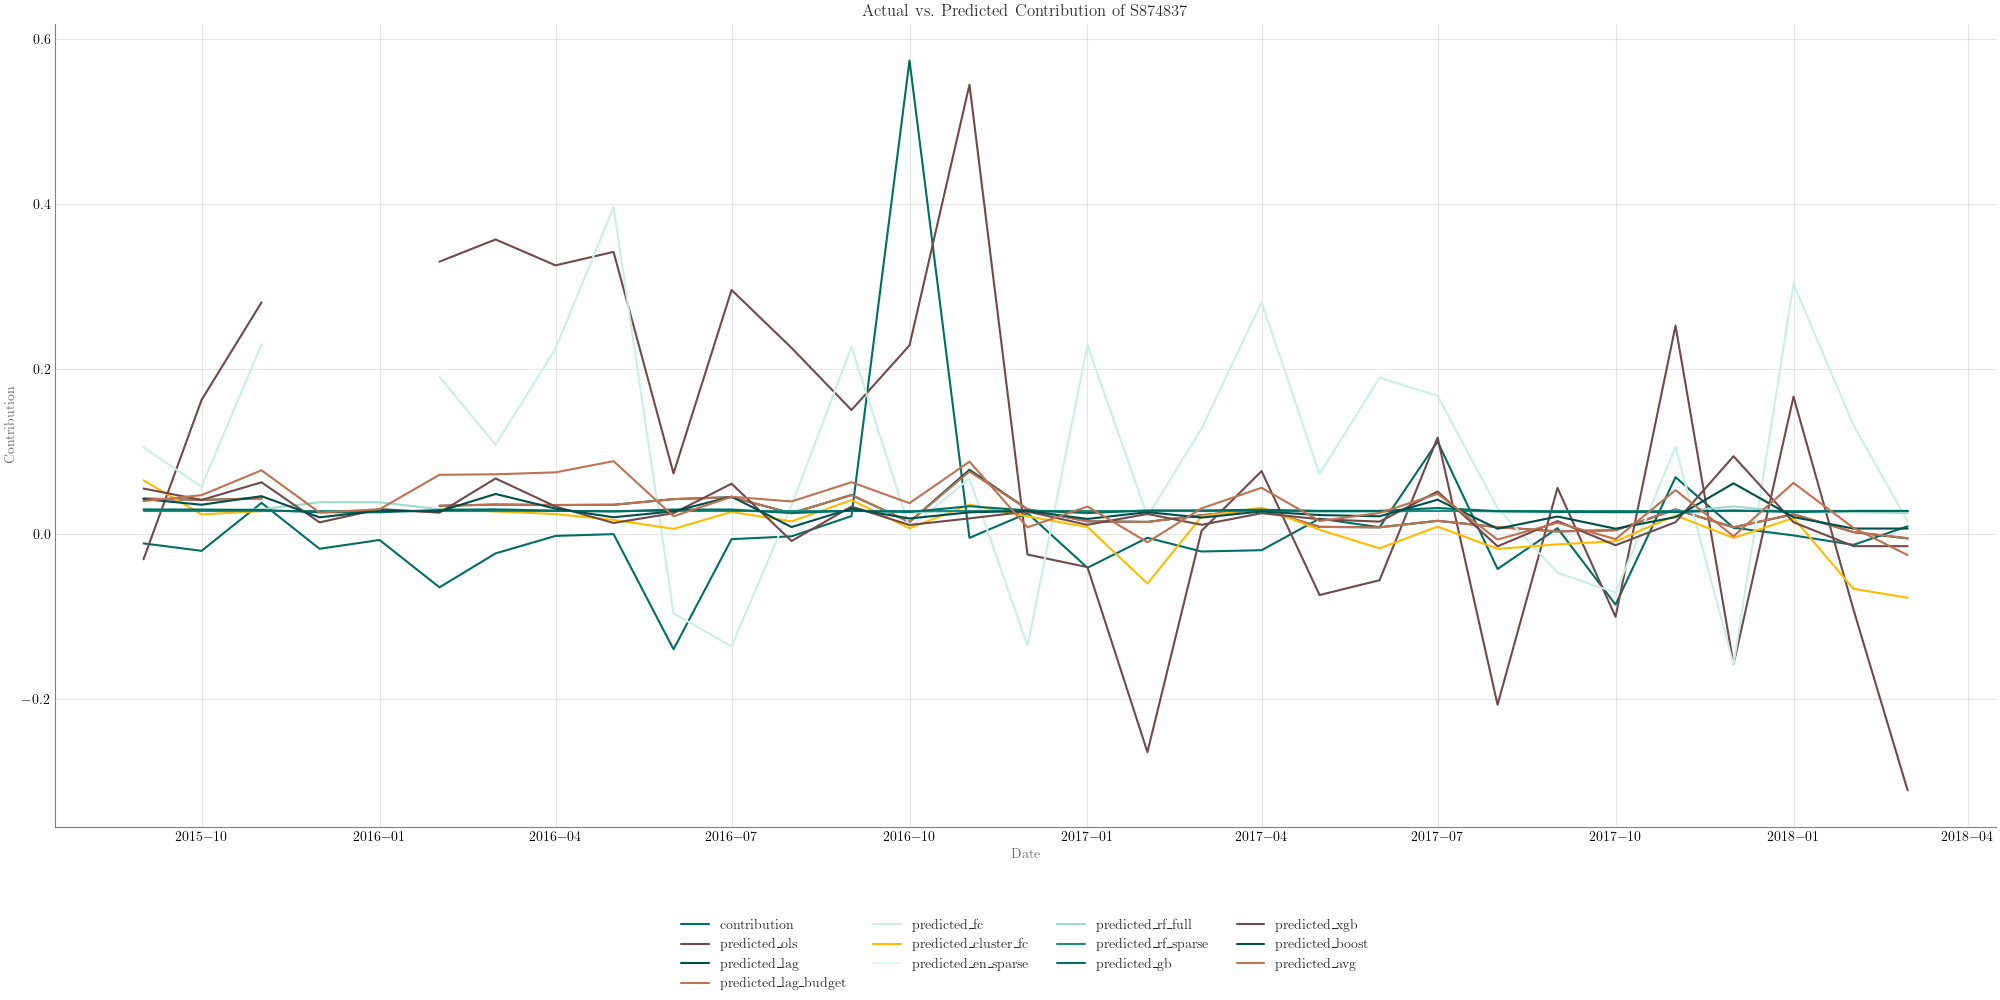 Actual vs. Predicted Contribution of S874837
0.6
0.4
0.2
0.0
−0.2
Contribution
2015−10 2016−01 2016−04 2016−07 2016−10 2017−01 2017−04 2017−07 2017−10 2018−01 2018−04
Date
contribution predicted_fc predicted_rf_full predicted_xgb
predicted_ols predicted_cluster_fc predicted_rf_sparse predicted_boost
predicted_lag predicted_en_sparse predicted_gb predicted_avg
predicted_lag_budget